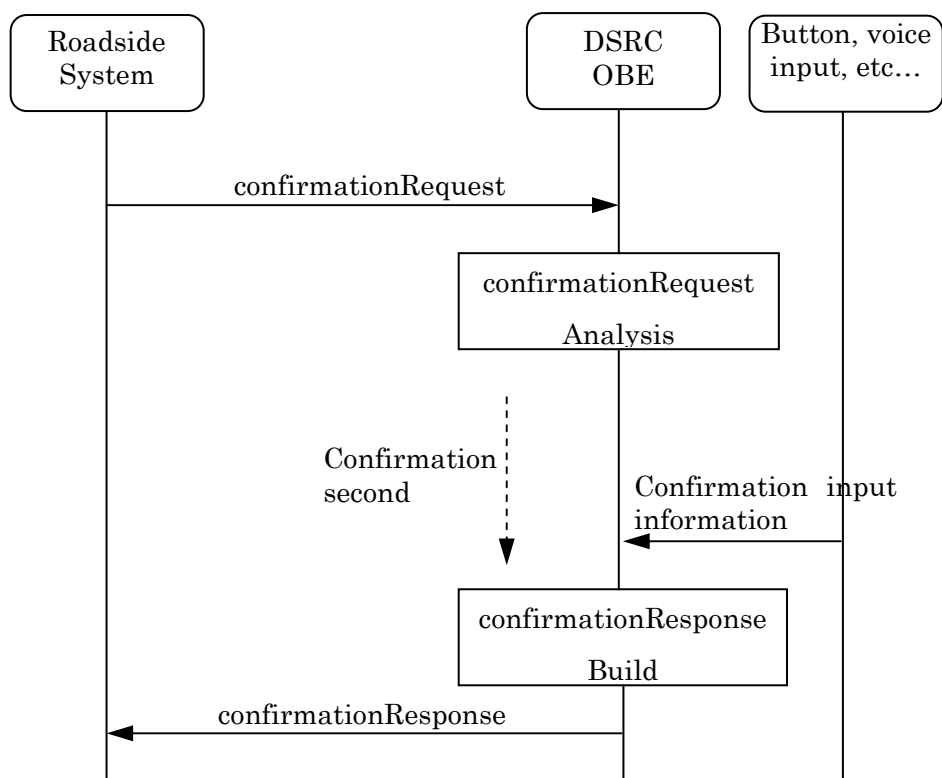 Roadside
System
DSRC
OBE
Button, voice
input, etc…
confirmationRequest
confirmationRequest
Analysis
Confirmation
second
Confirmation input
information
confirmationResponse
Build
confirmationResponse